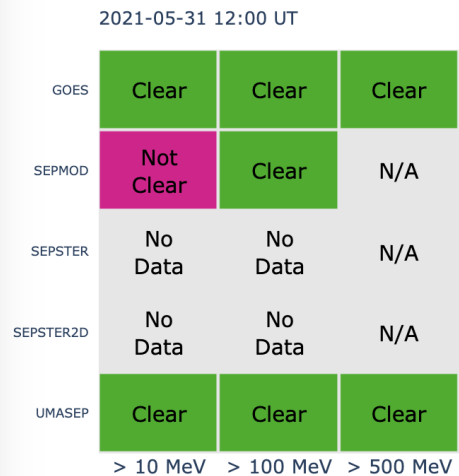 2021-05-31 12:00 UT
GOES Clear Clear Clear
SEPMOD Not Clear Clear N/A
SEPSTER No Data No Data N/A
SEPSTER2D No Data No Data N/A
UMASEP Clear Clear Clear
> 10 MeV > 100 MeV > 500 MeV